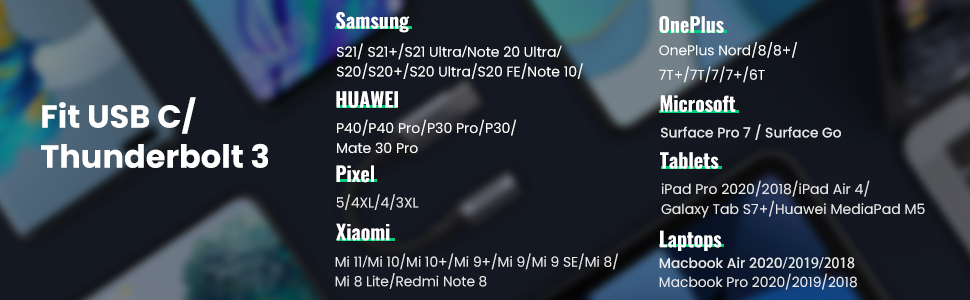 Fit USB C/
Thunderbolt 3
Samsung
S21/ S21+/S21 Ultra/Note 20 Ultra/
S20/S20+/S20 Ultra/S20 FE/Note 10/
HUAWEI
P40/P40 Pro/P30 Pro/P30/
Mate 30 Pro
Pixel
5/4XL/4/3XL
Xiaomi
Mi 11/Mi 10/Mi 10+/Mi 9+/Mi 9/Mi 9 SE/Mi 8/
Mi 8 Lite/Redmi Note 8
OnePlus
OnePlus Nord/8/8+/
7T+/7T/7/7+/6T
Microsoft
Surface Pro 7 / Surface Go
Tablets
iPad Pro 2020/2018/iPad Air 4/
Galaxy Tab S7+/Huawei MediaPad M5
Laptops
Macbook Air 2020/2019/2018
Macbook Pro 2020/2019/2018